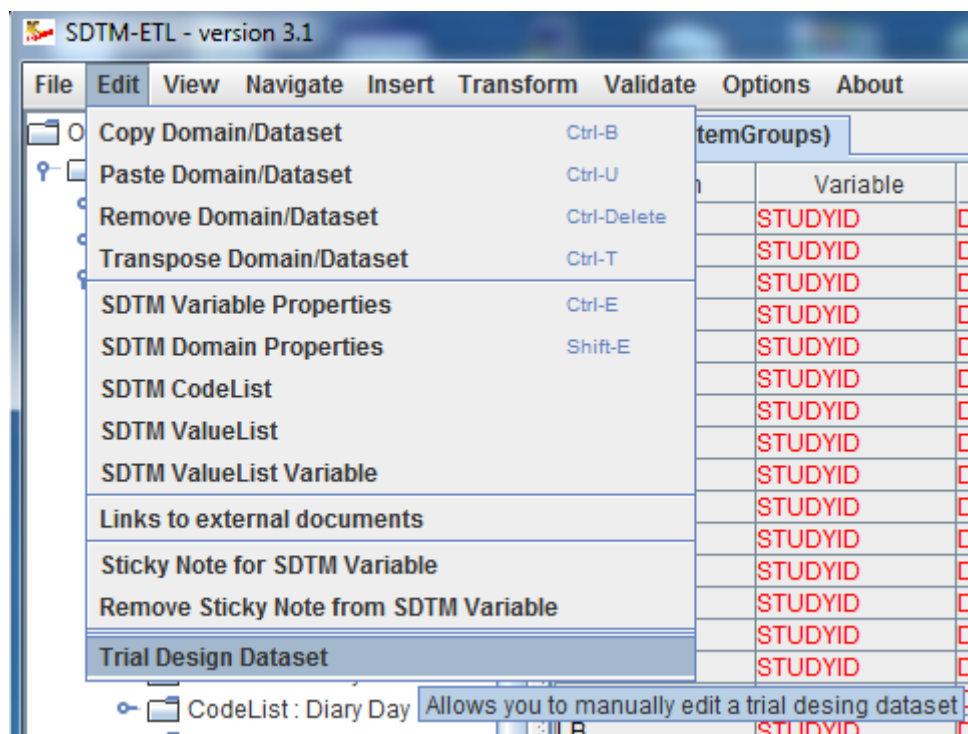 SDTM-ETL - version 3.1
File Edit View Navigate Insert Transform Validate Options About
Copy Domain/Dataset Ctrl-B
temGroups)
Paste Domain/Dataset Ctrl-U
Variable
Remove Domain/Dataset Ctrl-Delete
STUDYID
Transpose Domain/Dataset Ctrl-T
STUDYID
STUDYID
SDTM Variable Properties Ctrl-E
STUDYID
SDTM Domain Properties Shift-E
STUDYID
SDTM CodeList
STUDYID
STUDYID
SDTM ValueList
STUDYID
SDTM ValueList Variable
STUDYID
Links to external documents
STUDYID
STUDYID
Sticky Note for SDTM Variable
STUDYID
Remove Sticky Note from SDTM Variable
STUDYID
STUDYID
Trial Design Dataset
STUDYID
CodeList : Diary Day
Allows you to manually edit a trial desing dataset
LB STUDYID